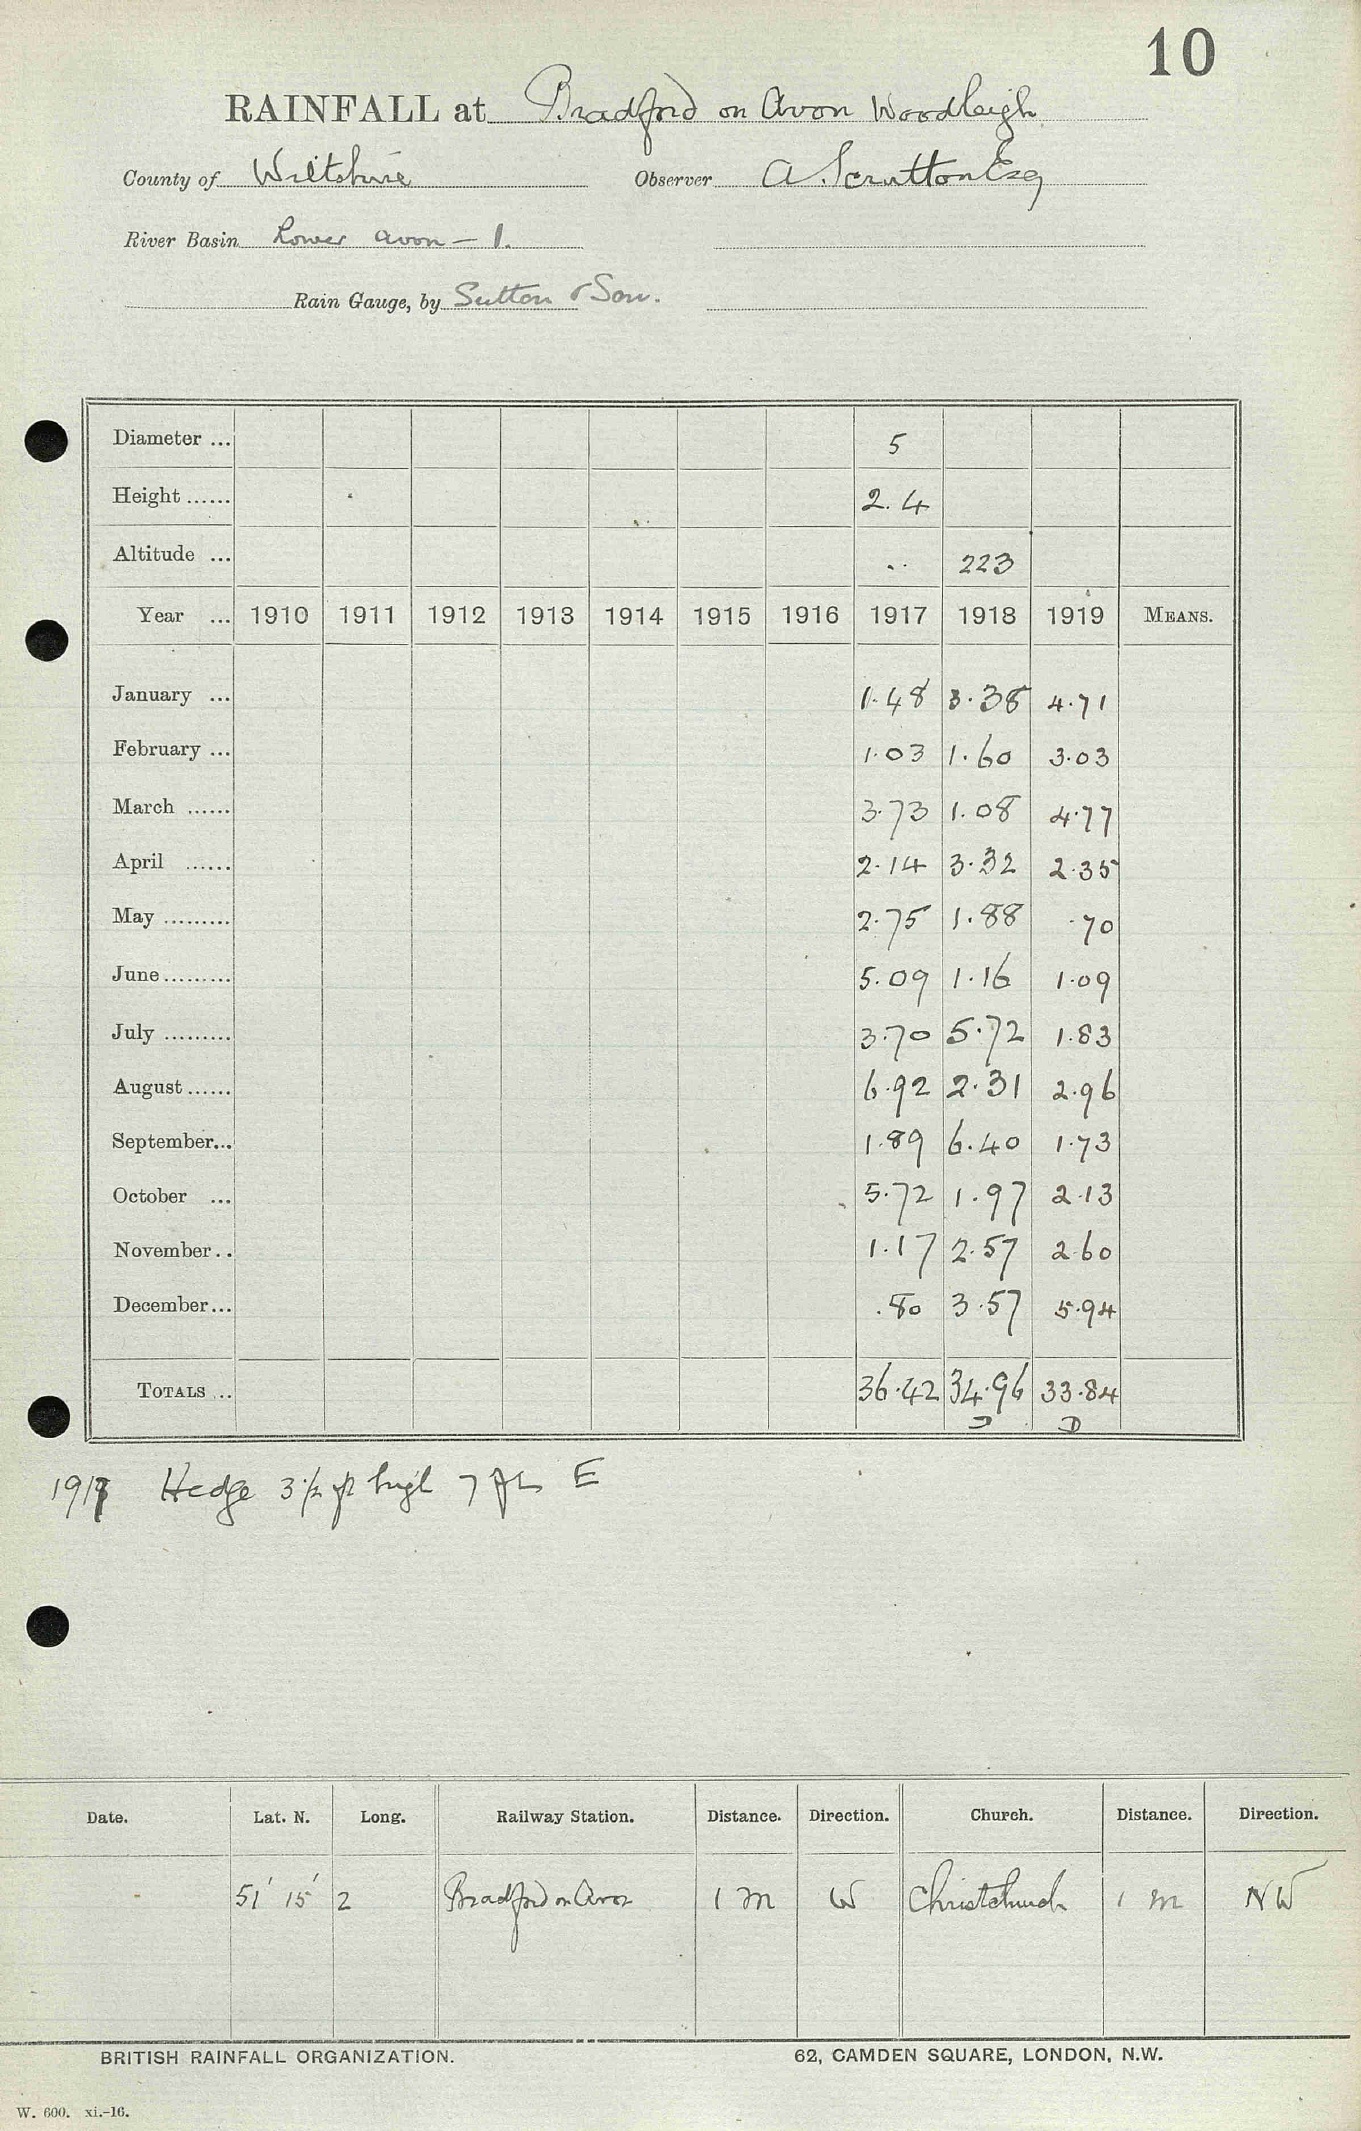 10
RAINFALL at Bradford on Avon Woodleigh
County of Wiltshire Observer A. Scrutton Esq
River Basin Lower Avon — 1.
Rain Gauge, by Sutton & Son.
Diameter ... 5
Height ...... 2.4
Altitude ... .. 223
Year ... 1910 1911 1912 1913 1914 1915 1916 1917 1918 1919 MEANS.
January ... 1.48 3.38 4.71
February ... 1.03 1.60 3.03
March ...... 3.73 1.08 4.77
April ...... 2.14 3.32 2.35
May ......... 2.75 1.88 .70
June ......... 5.09 1.16 1.09
July ......... 3.70 5.72 1.83
August ...... 6.92 2.31 2.96
September... 1.89 6.40 1.73
October ... 5.72 1.97 2.13
November .. 1.17 2.57 2.60
December ... .80 3.57 5.94
TOTALS ... 36.42 34.96 33.84
D D
Hedge 3½ ft high 7 ft E
Date. Lat. N. Long. Railway Station. Distance. Direction. Church. Distance. Direction.
51' 15' 2 Bradford on Avon 1 m W Christchurch 1 m NW
BRITISH RAINFALL ORGANIZATION. 62, CAMDEN SQUARE, LONDON, N.W.
W. 600. xi.-16.